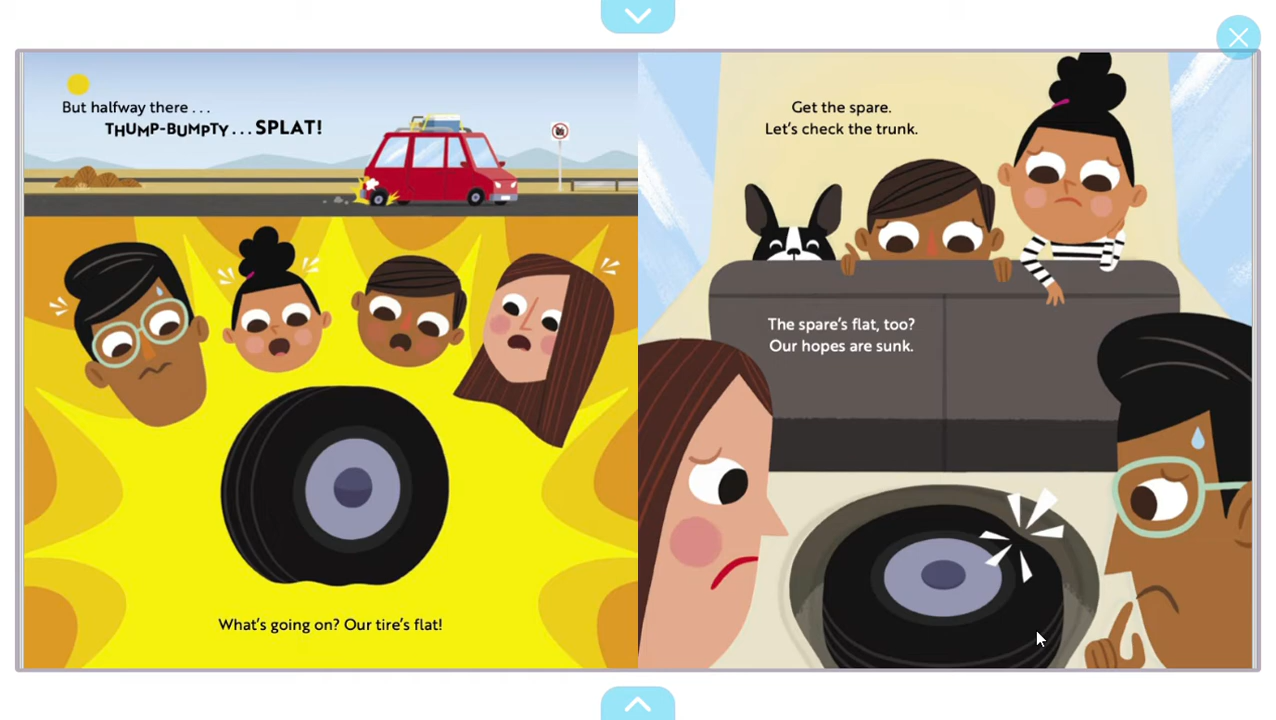 But halfway there . . .
THUMP-BUMPTY . . . SPLAT!
What's going on? Our tire's flat!
Get the spare.
Let's check the trunk.
The spare's flat, too?
Our hopes are sunk.